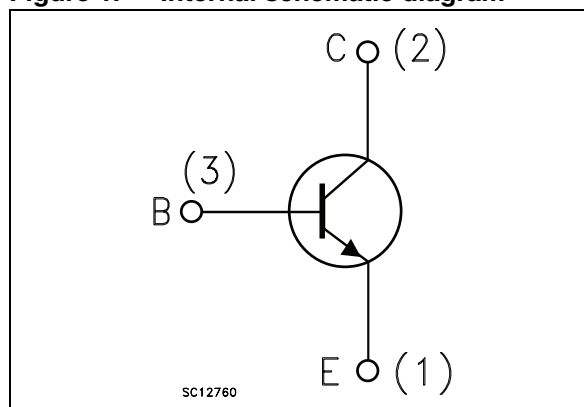 Figure 1. Internal schematic diagram
C (2)
(3)
B
E (1)
SC12760